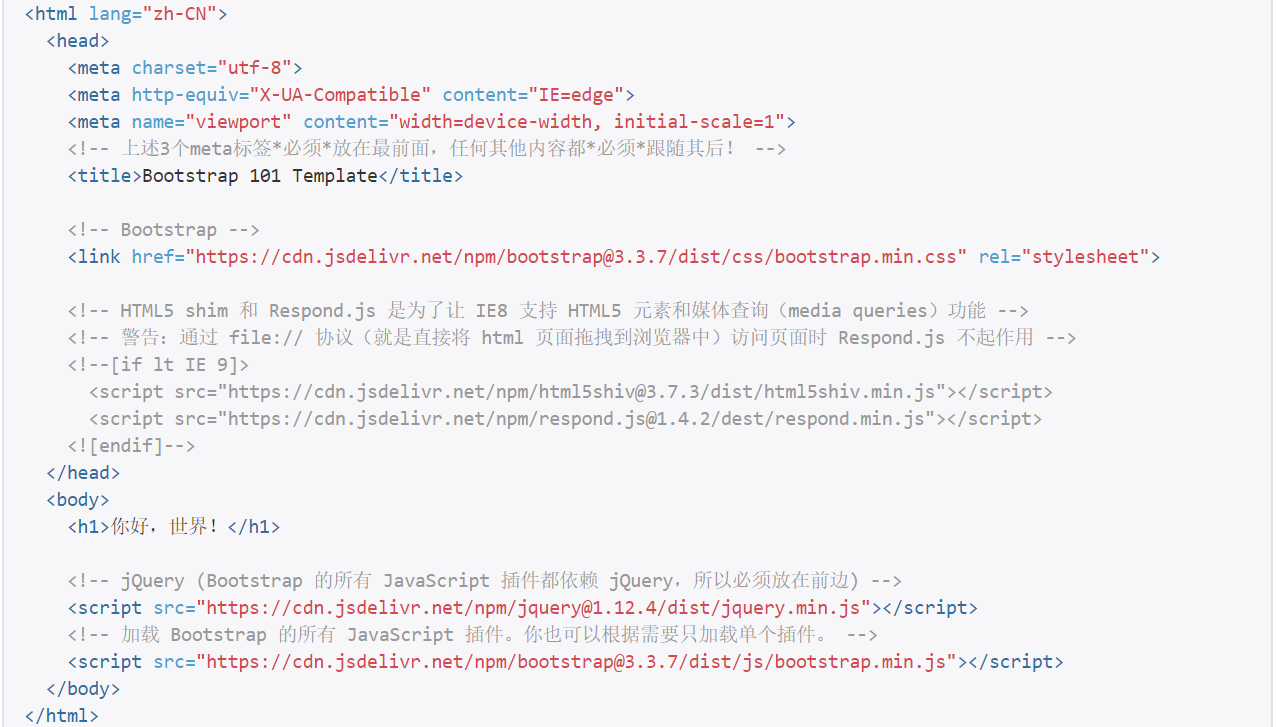 <html lang="zh-CN">
<head>
<meta charset="utf-8">
<meta http-equiv="X-UA-Compatible" content="IE=edge">
<meta name="viewport" content="width=device-width, initial-scale=1">
<!-- 上述3个meta标签*必须*放在最前面，任何其他内容都*必须*跟随其后！ -->
<title>Bootstrap 101 Template</title>
<!-- Bootstrap -->
<link href="https://cdn.jsdelivr.net/npm/bootstrap@3.3.7/dist/css/bootstrap.min.css" rel="stylesheet">
<!-- HTML5 shim 和 Respond.js 是为了让 IE8 支持 HTML5 元素和媒体查询（media queries）功能 -->
<!-- 警告：通过 file:// 协议（就是直接将 html 页面拖拽到浏览器中）访问页面时 Respond.js 不起作用 -->
<!--[if lt IE 9]>
<script src="https://cdn.jsdelivr.net/npm/html5shiv@3.7.3/dist/html5shiv.min.js"></script>
<script src="https://cdn.jsdelivr.net/npm/respond.js@1.4.2/dest/respond.min.js"></script>
<![endif]-->
</head>
<body>
<h1>你好，世界！</h1>
<!-- jQuery (Bootstrap 的所有 JavaScript 插件都依赖 jQuery，所以必须放在前边) -->
<script src="https://cdn.jsdelivr.net/npm/jquery@1.12.4/dist/jquery.min.js"></script>
<!-- 加载 Bootstrap 的所有 JavaScript 插件。你也可以根据需要只加载单个插件。 -->
<script src="https://cdn.jsdelivr.net/npm/bootstrap@3.3.7/dist/js/bootstrap.min.js"></script>
</body>
</html>